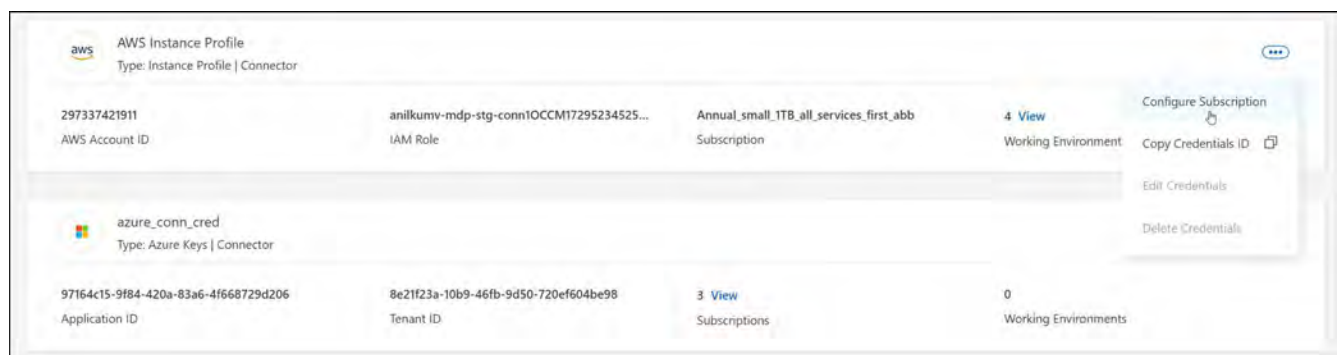 aws
AWS Instance Profile
Type: Instance Profile | Connector
297337421911
AWS Account ID
anilkumv-mdp-stg-conn1OCCM17295234525...
IAM Role
Annual_small_1TB_all_services_first_abb
Subscription
4 View
Working Environment
Configure Subscription
Copy Credentials ID
Edit Credentials
Delete Credentials
azure_conn_cred
Type: Azure Keys | Connector
97164c15-9f84-420a-83a6-4f668729d206
Application ID
8e21f23a-10b9-46fb-9d50-720ef604be98
Tenant ID
3 View
Subscriptions
0
Working Environments